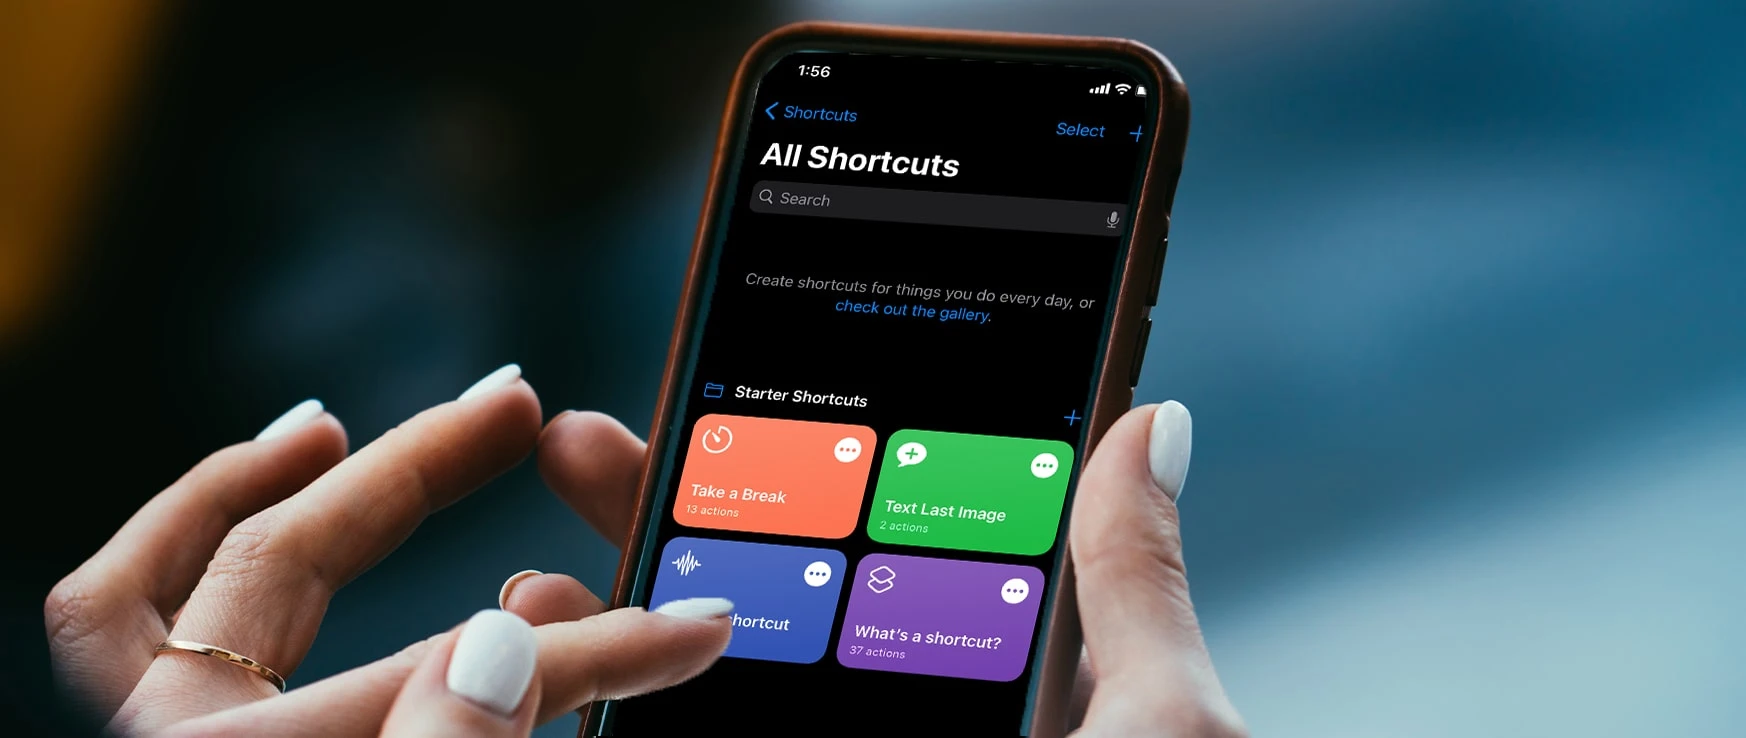 1:56
Shortcuts
Select
All Shortcuts
Search
Create shortcuts for things you do every day, or
check out the gallery.
Starter Shortcuts
Take a Break
13 actions
Text Last Image
2 actions
hortcut
What's a shortcut?
37 actions